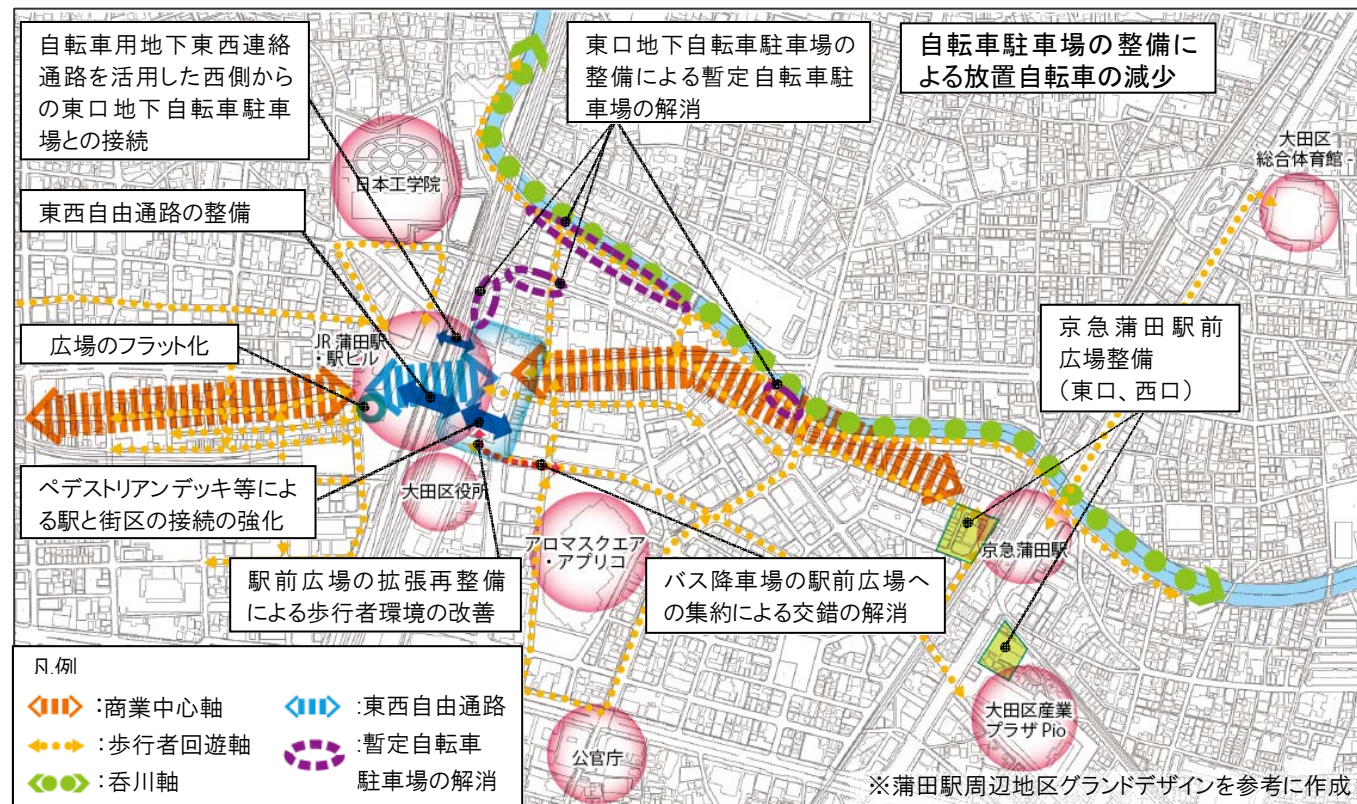 自転車用地下東西連絡
通路を活用した西側から
の東口地下自転車駐車
場との接続
東口地下自転車駐車場の
整備による暫定自転車駐
車場の解消
自転車駐車場の整備に
よる放置自転車の減少
大田区
総合体育館
日本工学院
東西自由通路の整備
京急蒲田駅前
広場整備
(東口、西口)
広場のフラット化
JR 蒲田駅
・駅ビル
ペデストリアンデッキ等によ
る駅と街区の接続の強化
大田区役所
アロマスクエア
・アプリコ
京急蒲田駅
駅前広場の拡張再整備
による歩行者環境の改善
バス降車場の駅前広場へ
の集約による交錯の解消
大田区産業
プラザ Pio
公官庁
凡例
:商業中心軸
:歩行者回遊軸
:呑川軸
:東西自由通路
:暫定自転車
駐車場の解消
※蒲田駅周辺地区グランドデザインを参考に作成